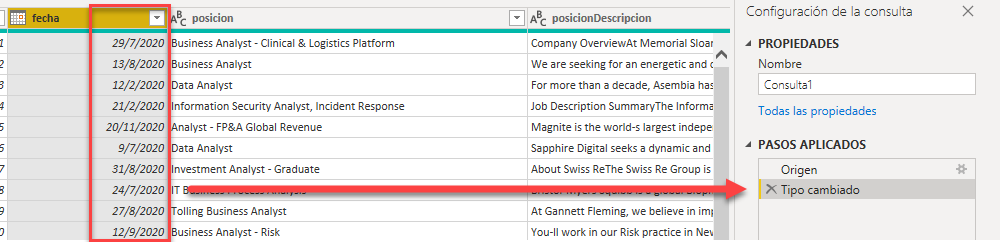 fecha ABC posicion ABC posicionDescripcion Configuración de la consulta
1 29/7/2020 Business Analyst - Clinical & Logistics Platform Company OverviewAt Memorial Sloan
2 13/8/2020 Business Analyst We are seeking for an energetic and c
3 12/2/2020 Data Analyst For more than a decade, Asembia has
4 21/2/2020 Information Security Analyst, Incident Response Job Description SummaryThe Informa
5 20/11/2020 Analyst - FP&A Global Revenue Magnite is the world-s largest indepen
6 9/7/2020 Data Analyst Sapphire Digital seeks a dynamic and
7 31/8/2020 Investment Analyst - Graduate About Swiss ReThe Swiss Re Group is
8 24/7/2020 IT Business
9 27/8/2020 Tolling Business Analyst At Gannett Fleming, we believe in imp
0 12/9/2020 Business Analyst - Risk You-ll work in our Risk practice in New
PROPIEDADES
Nombre
Consulta1
Todas las propiedades
PASOS APLICADOS
Origen
Tipo cambiado